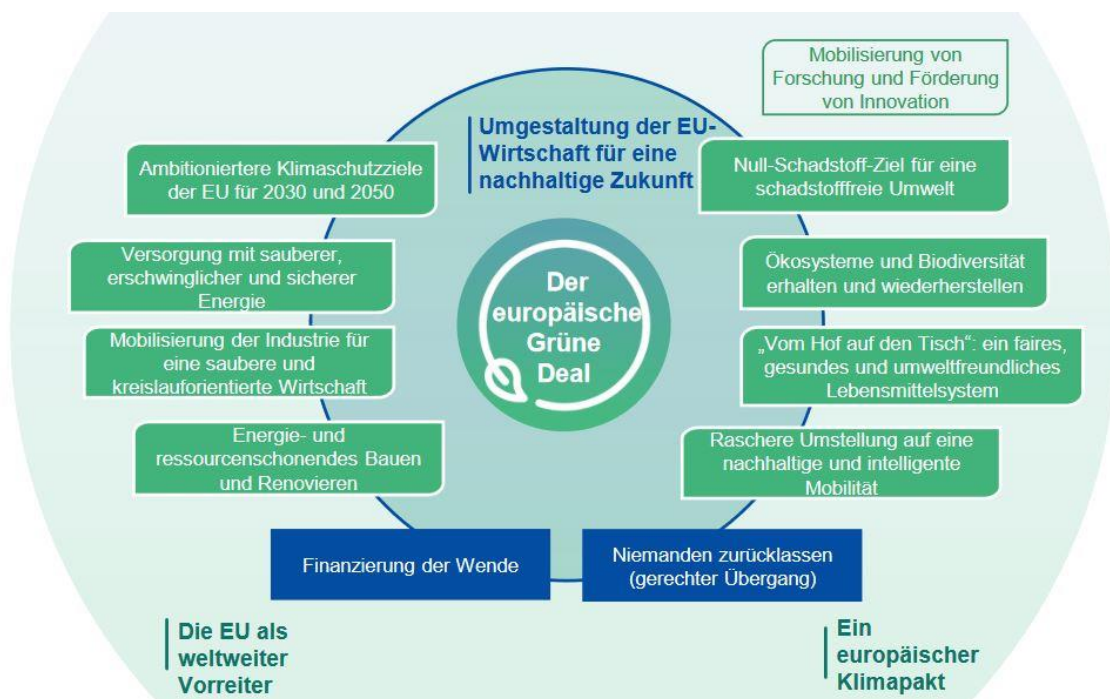 Mobilisierung von
Forschung und Förderung
von Innovation
Umgestaltung der EU-
Wirtschaft für eine
nachhaltige Zukunft
Ambitioniertere Klimaschutzziele
der EU für 2030 und 2050
Null-Schadstoff-Ziel für eine
schadstofffreie Umwelt
Versorgung mit sauberer,
erschwinglicher und sicherer
Energie
Ökosysteme und Biodiversität
erhalten und wiederherstellen
Der
europäische
Grüne
Deal
Mobilisierung der Industrie für
eine saubere und
kreislauforientierte Wirtschaft
„Vom Hof auf den Tisch“: ein faires,
gesundes und umweltfreundliches
Lebensmittelsystem
Energie- und
ressourcenschonendes Bauen
und Renovieren
Raschere Umstellung auf eine
nachhaltige und intelligente
Mobilität
Finanzierung der Wende
Niemanden zurücklassen
(gerechter Übergang)
Die EU als
weltweiter
Vorreiter
Ein
europäischer
Klimapakt